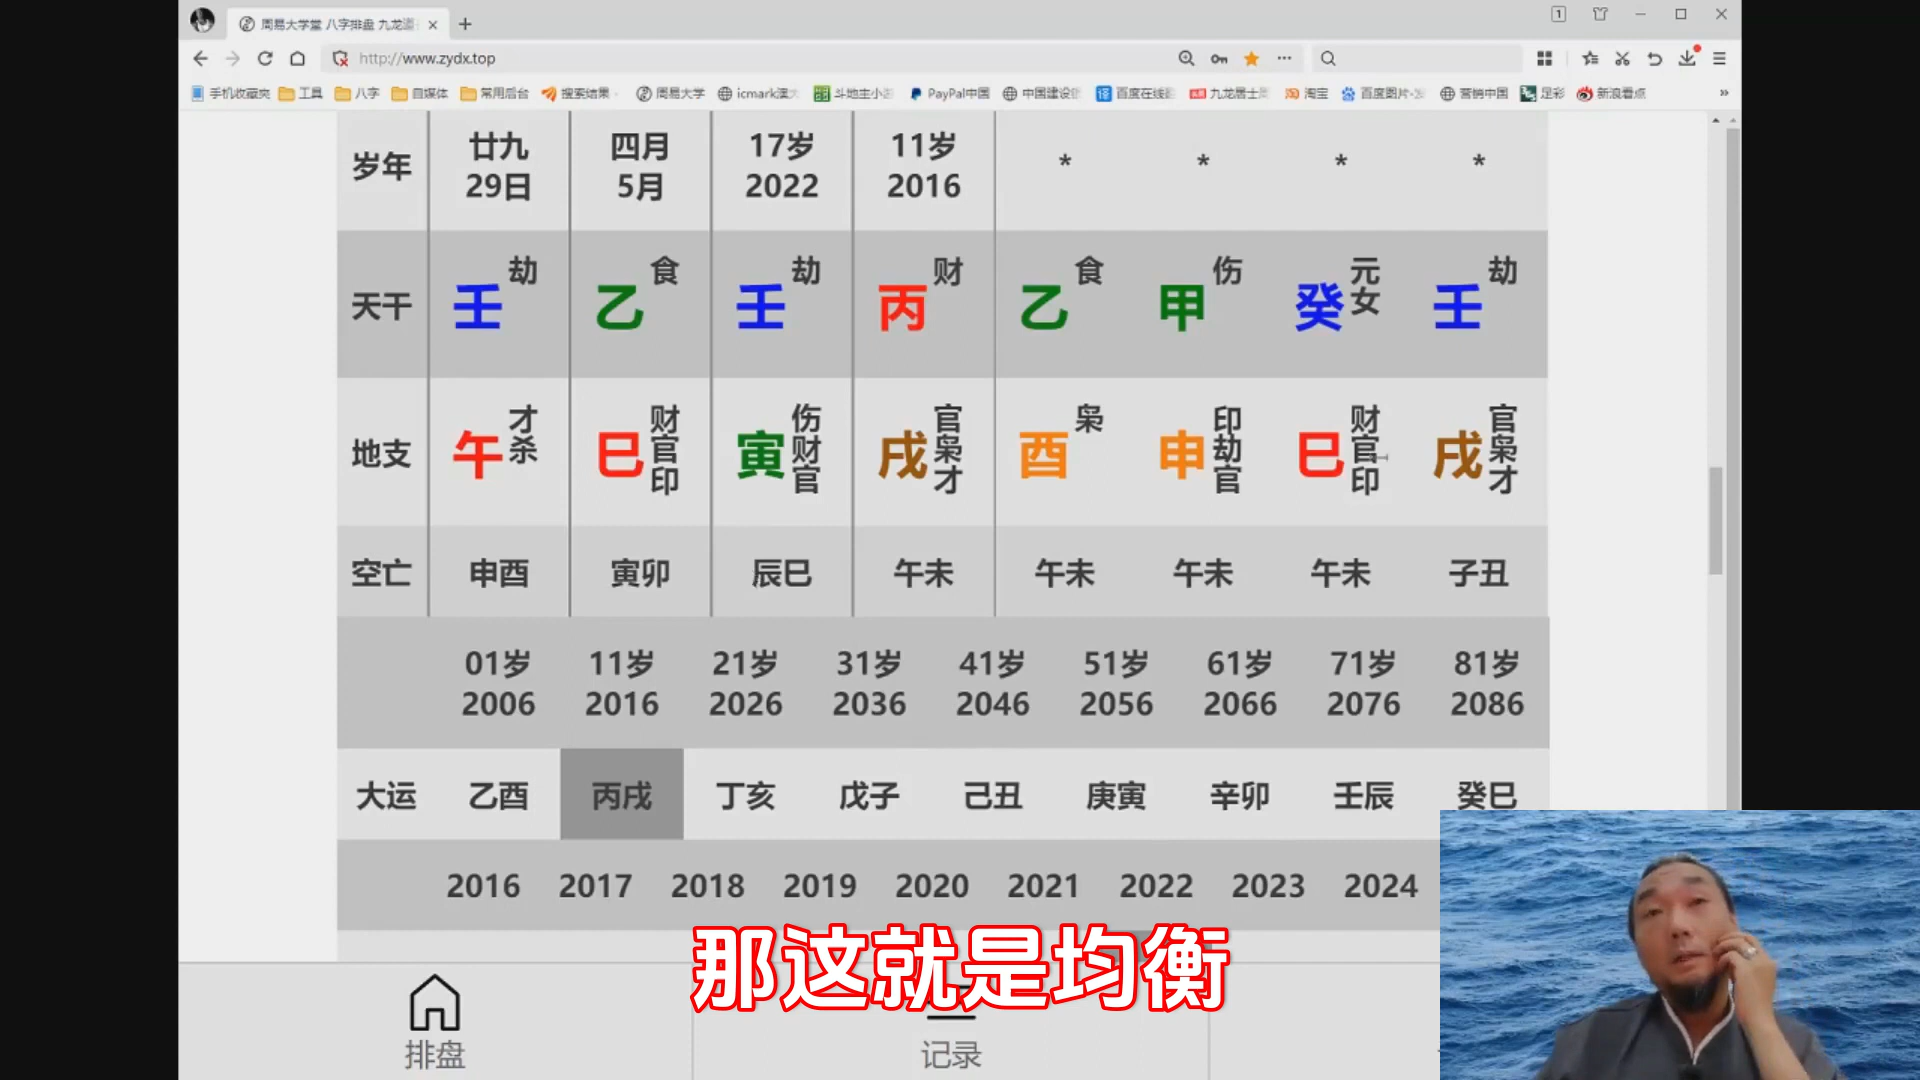 周易大学堂 八字排盘 九龙道
http://www.zydx.top
手机收藏夹 工具 八字 自媒体 常用后台 搜索结果 周易大学 icmark澳大 斗地主小 PayPal中国 中国建设银 百度在线 九龙居士 淘宝 百度图片 营销中国 足彩 新浪看点 »
岁年 廿九 四月 17岁 11岁 * * * *
29日 5月 2022 2016
天干 壬 劫 乙 食 壬 劫 丙 财 乙 食 甲 伤 癸 元女 壬 劫
地支 午 才杀 巳 财官印 寅 伤财官 戌 官枭才 酉 枭 申 印劫官 巳 财官印 戌 官枭才
空亡 申酉 寅卯 辰巳 午未 午未 午未 午未 子丑
01岁 11岁 21岁 31岁 41岁 51岁 61岁 71岁 81岁
2006 2016 2026 2036 2046 2056 2066 2076 2086
大运 乙酉 丙戌 丁亥 戊子 己丑 庚寅 辛卯 壬辰 癸巳
2016 2017 2018 2019 2020 2021 2022 2023 2024
那这就是均衡
排盘 记录